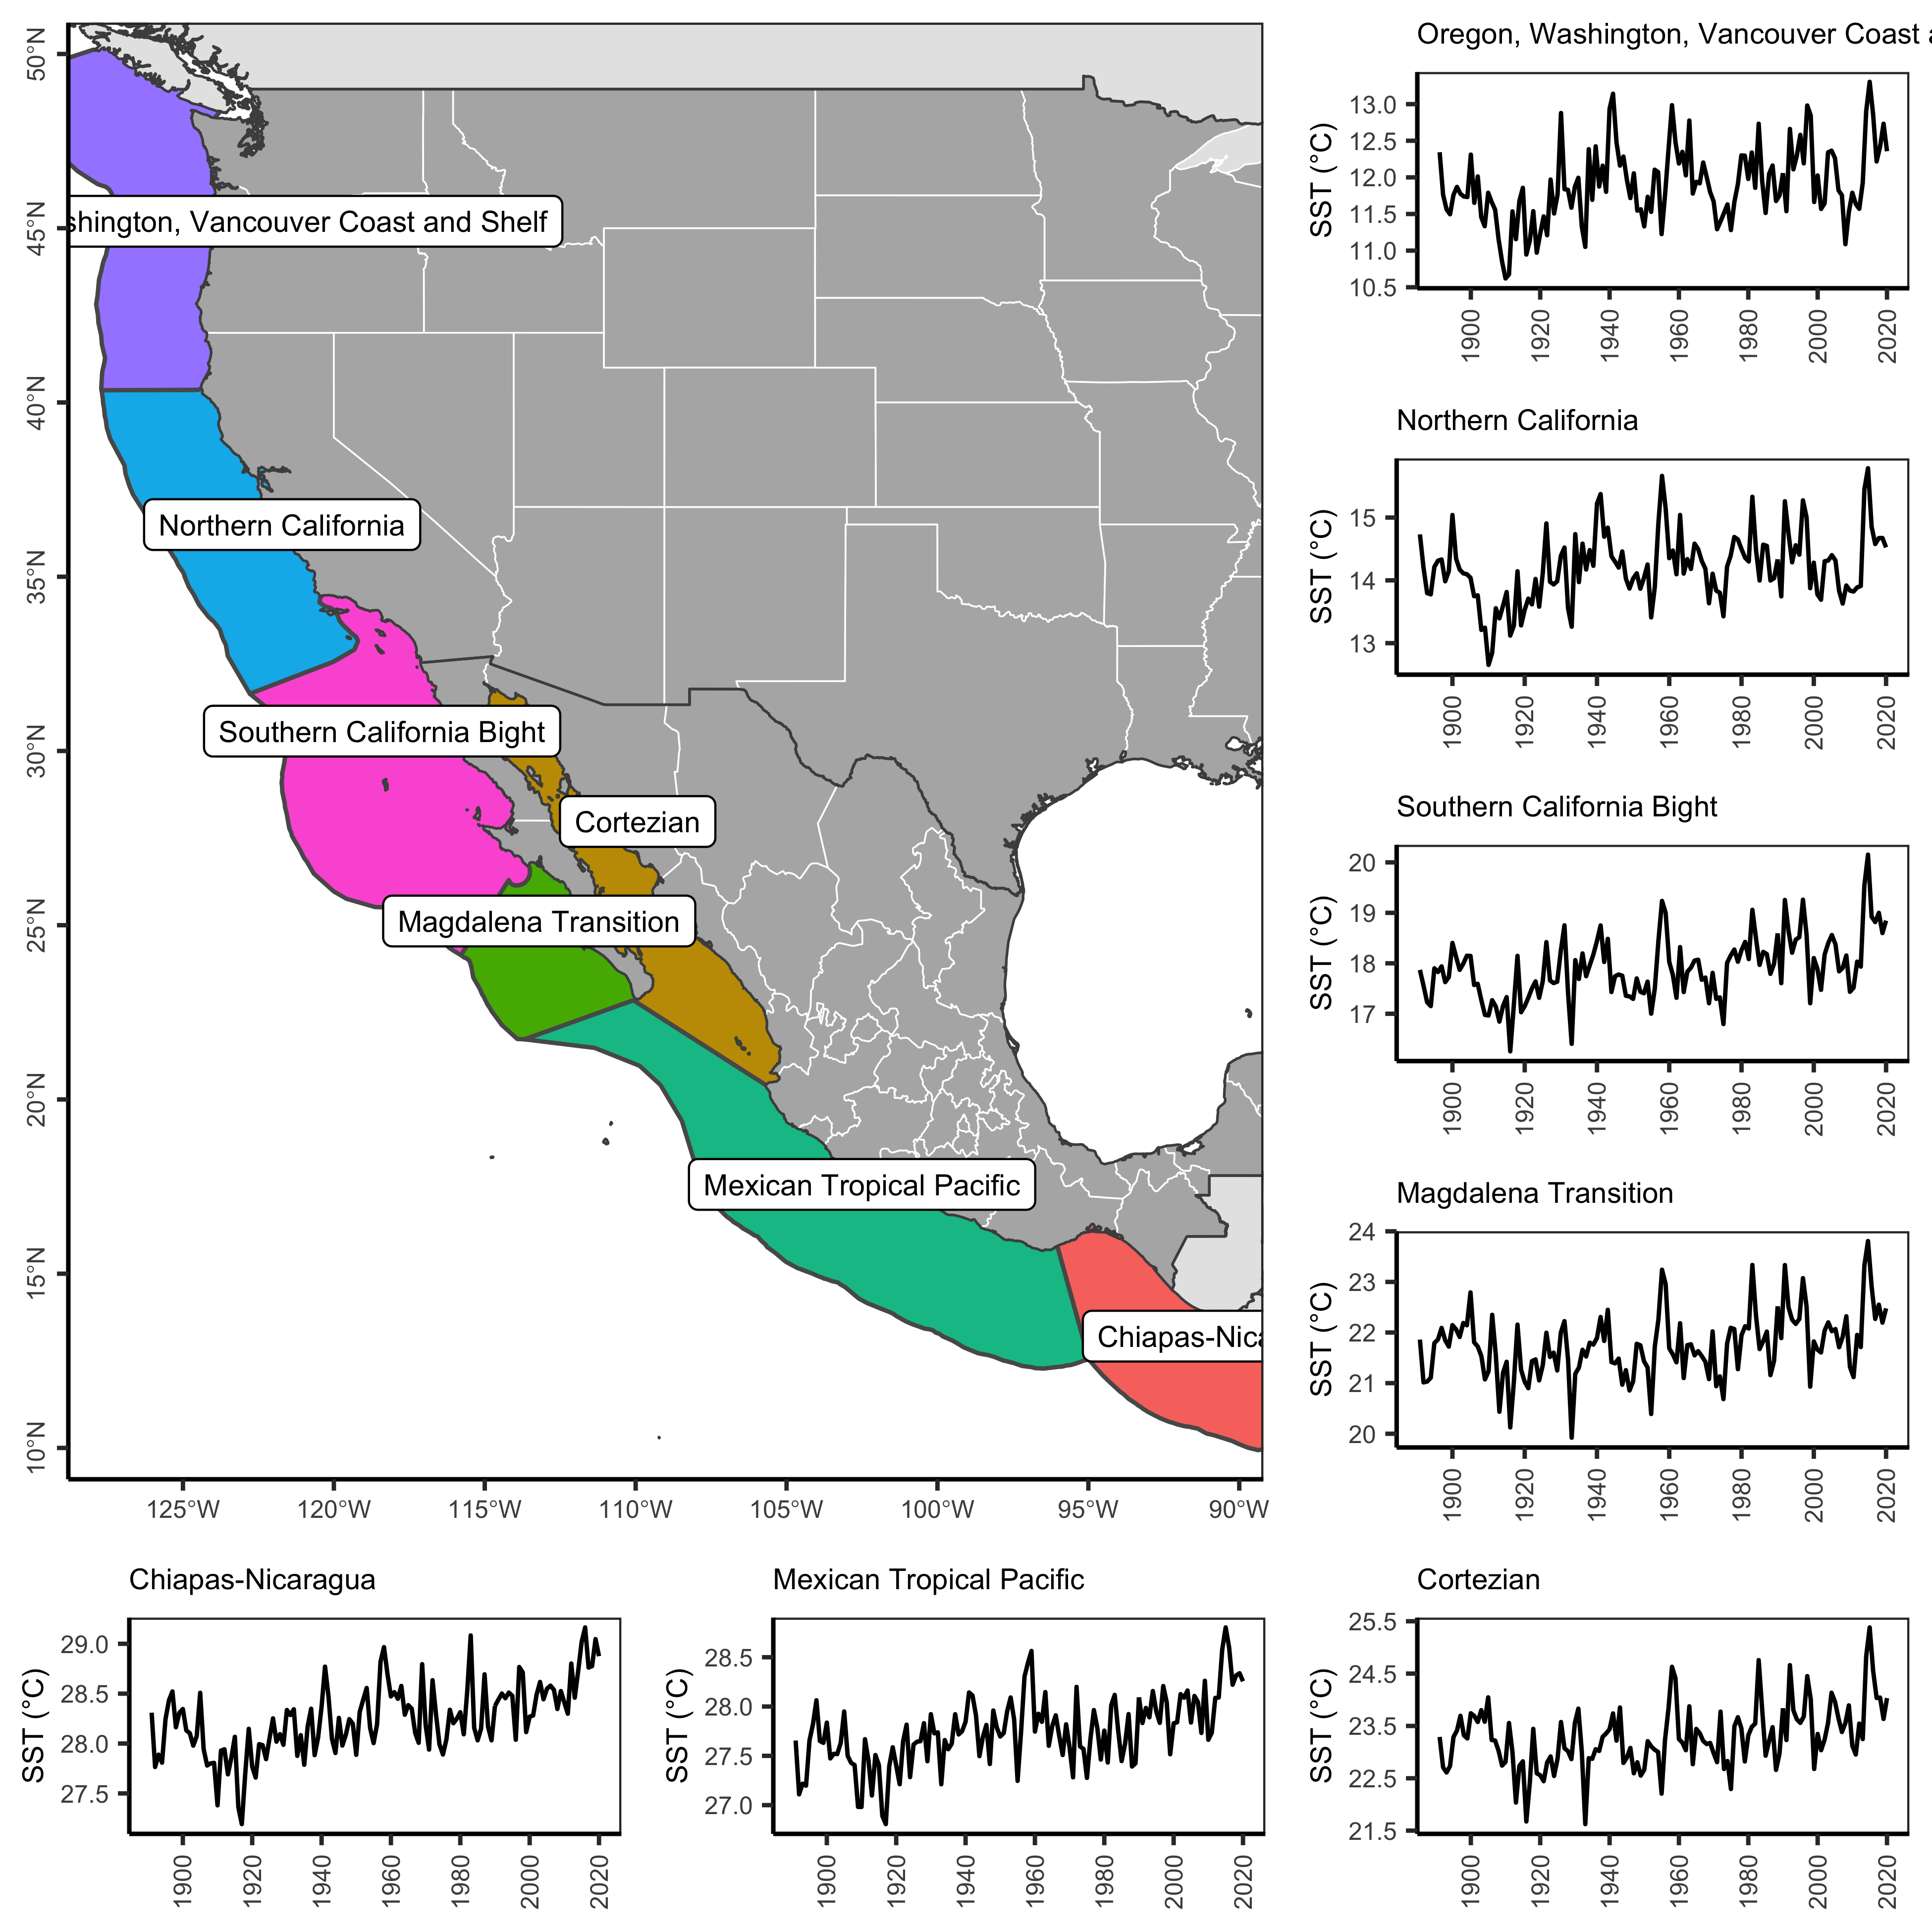 50°N
45°N
40°N
35°N
30°N
25°N
20°N
15°N
10°N
125°W
120°W
115°W
110°W
105°W
100°W
95°W
90°W
shington, Vancouver Coast and Shelf
Northern California
Southern California Bight
Cortezian
Magdalena Transition
Mexican Tropical Pacific
Chiapas-Nica
Oregon, Washington, Vancouver Coast a
SST (°C)
13.0
12.5
12.0
11.5
11.0
10.5
1900
1920
1940
1960
1980
2000
2020
Northern California
SST (°C)
15
14
13
1900
1920
1940
1960
1980
2000
2020
Southern California Bight
SST (°C)
20
19
18
17
1900
1920
1940
1960
1980
2000
2020
Magdalena Transition
SST (°C)
24
23
22
21
20
1900
1920
1940
1960
1980
2000
2020
Chiapas-Nicaragua
SST (°C)
29.0
28.5
28.0
27.5
1900
1920
1940
1960
1980
2000
2020
Mexican Tropical Pacific
SST (°C)
28.5
28.0
27.5
27.0
1900
1920
1940
1960
1980
2000
2020
Cortezian
SST (°C)
25.5
24.5
23.5
22.5
21.5
1900
1920
1940
1960
1980
2000
2020